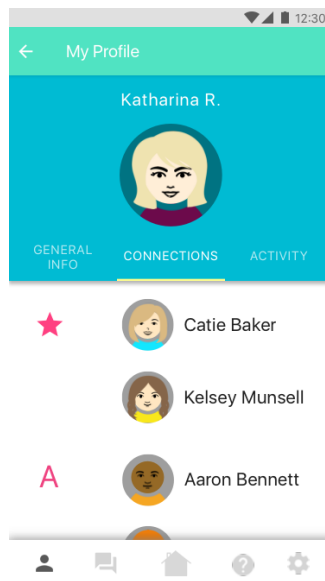 12:30
My Profile
Katharina R.
GENERAL
INFO
CONNECTIONS
ACTIVITY
Catie Baker
Kelsey Munsell
A
Aaron Bennett
?